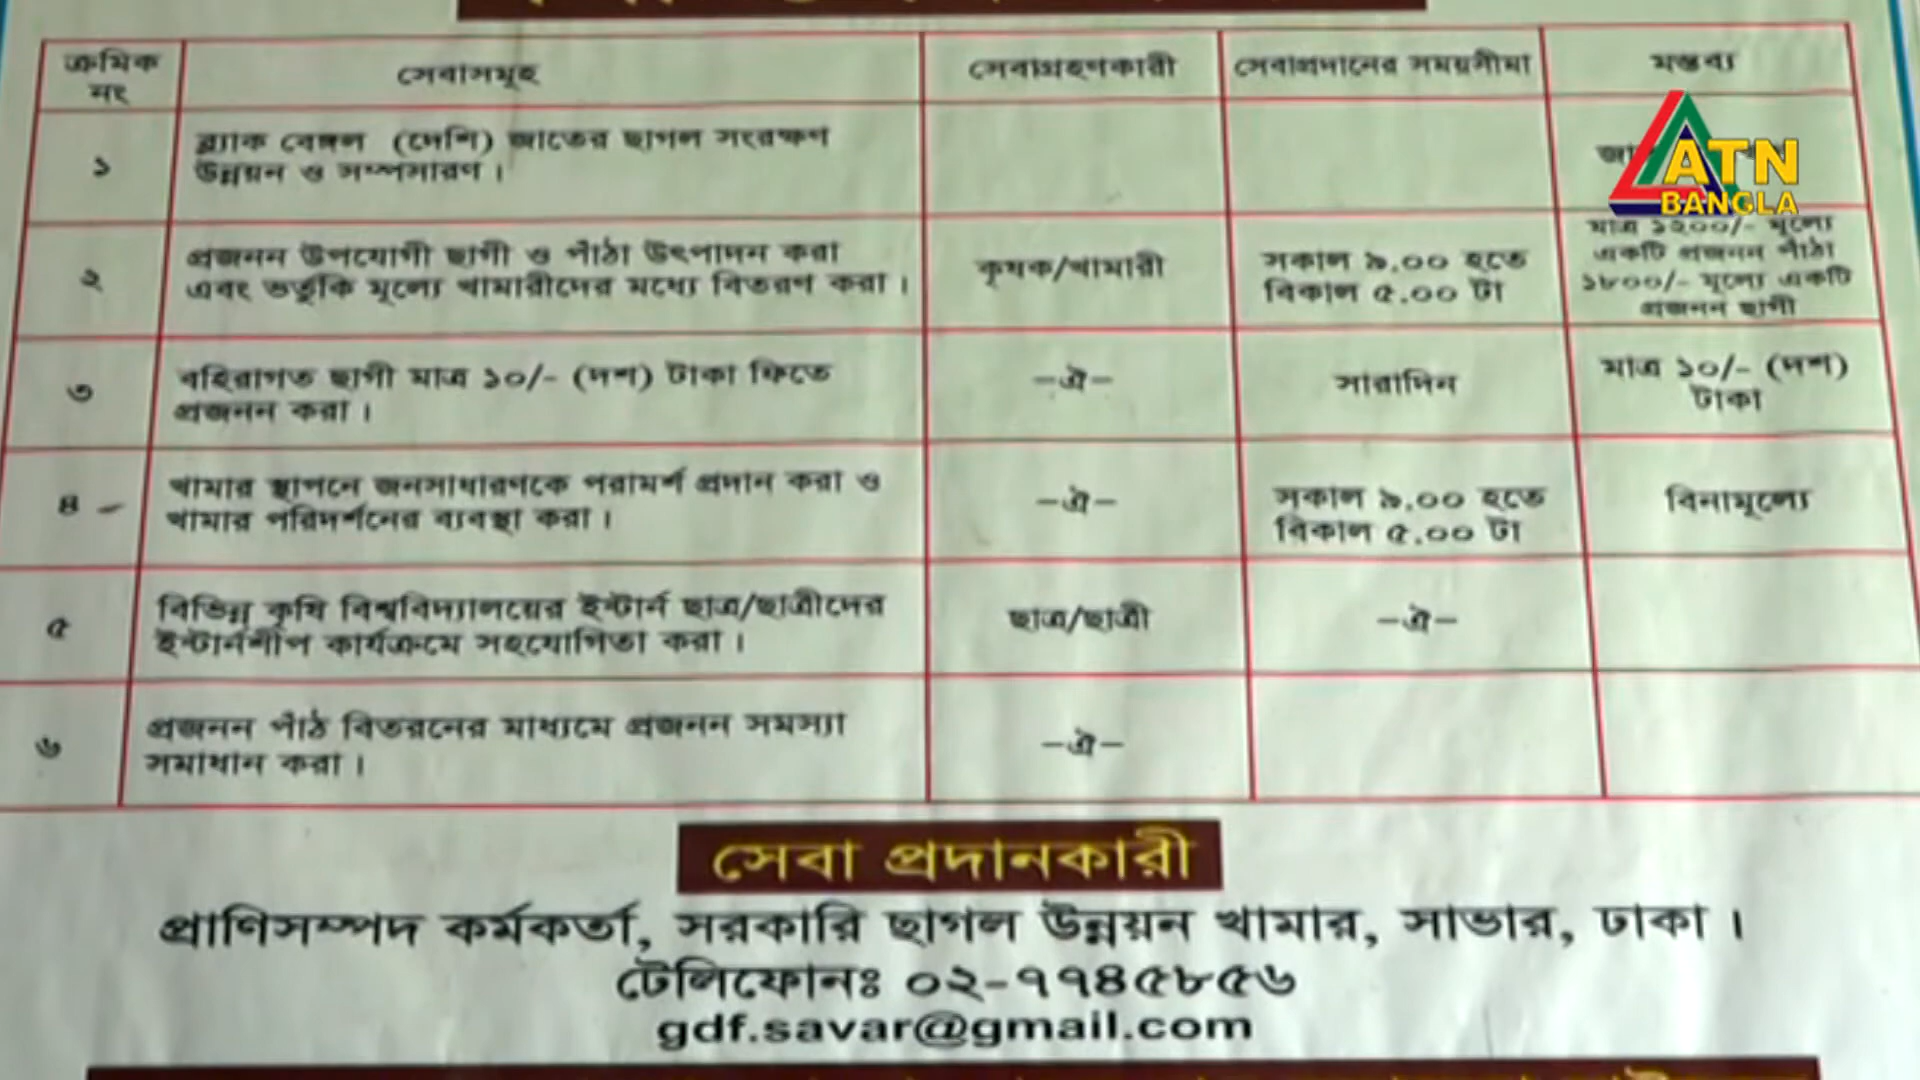 ক্রমিক নং
সেবাসমূহ
সেবাগ্রহণকারী
সেবাপ্রদানের সময়সীমা
মন্তব্য
১
ব্ল্যাক বেঙ্গল (দেশি) জাতের ছাগল সংরক্ষণ
উন্নয়ন ও সম্পসারণ।
ATN
BANGLA
২
প্রজনন উপযোগী ছাগী ও পাঁঠা উৎপাদন করা
এবং ভর্তুকি মূল্যে খামারীদের মধ্যে বিতরণ করা।
কৃষক/খামারী
সকাল ৯.০০ হতে
বিকাল ৫.০০ টা
মাত্র ১২০০/- মূল্যে
একটি প্রজনন পাঁঠা
১৮০০/- মূল্যে একটি
প্রজনন ছাগী
৩
বহিরাগত ছাগী মাত্র ১০/- (দশ) টাকা ফিতে
প্রজনন করা।
-ঐ-
সারাদিন
মাত্র ১০/- (দশ)
টাকা
৪
খামার স্থাপনে জনসাধারণকে পরামর্শ প্রদান করা ও
খামার পরিদর্শনের ব্যবস্থা করা।
-ঐ-
সকাল ৯.০০ হতে
বিকাল ৫.০০ টা
বিনামূল্যে
৫
বিভিন্ন কৃষি বিশ্ববিদ্যালয়ের ইন্টার্ন ছাত্র/ছাত্রীদের
ইন্টার্নশীপ কার্যক্রমে সহযোগিতা করা।
ছাত্র/ছাত্রী
-ঐ-
৬
প্রজনন পাঁঠ বিতরনের মাধ্যমে প্রজনন সমস্যা
সমাধান করা।
-ঐ-
সেবা প্রদানকারী
প্রাণিসম্পদ কর্মকর্তা, সরকারি ছাগল উন্নয়ন খামার, সাভার, ঢাকা।
টেলিফোনঃ ০২-৭৭৪৫৮৫৬
gdf.savar@gmail.com